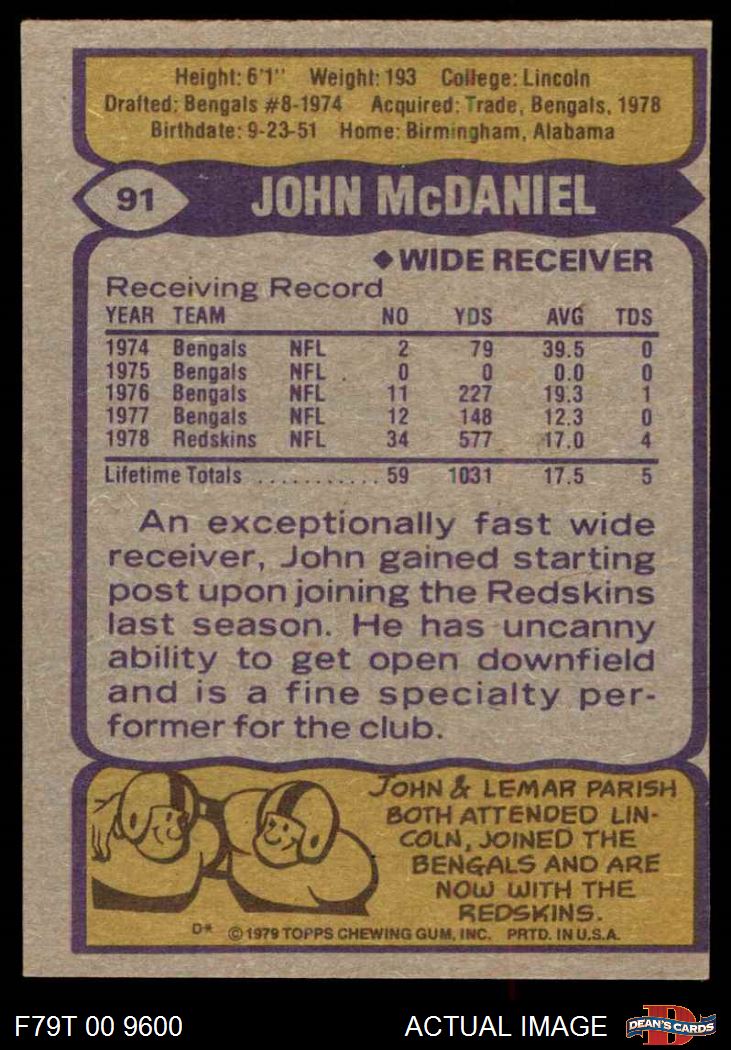 Height: 6'1" Weight: 193 College: Lincoln
Drafted: Bengals #8-1974 Acquired: Trade, Bengals, 1978
Birthdate: 9-23-51 Home: Birmingham, Alabama
91 JOHN McDANIEL
◆ WIDE RECEIVER
Receiving Record
YEAR TEAM NO YDS AVG TDS
1974 Bengals NFL 2 79 39.5 0
1975 Bengals NFL 0 0 0.0 0
1976 Bengals NFL 11 227 19.3 1
1977 Bengals NFL 12 148 12.3 0
1978 Redskins NFL 34 577 17.0 4
Lifetime Totals ........... 59 1031 17.5 5
An exceptionally fast wide
receiver, John gained starting
post upon joining the Redskins
last season. He has uncanny
ability to get open downfield
and is a fine specialty per-
former for the club.
JOHN & LEMAR PARISH
BOTH ATTENDED LIN-
COLN, JOINED THE
BENGALS AND ARE
NOW WITH THE
REDSKINS.
D* © 1979 TOPPS CHEWING GUM, INC. PRTD. IN U.S.A.
F79T 00 9600 ACTUAL IMAGE DEAN'S CARDS